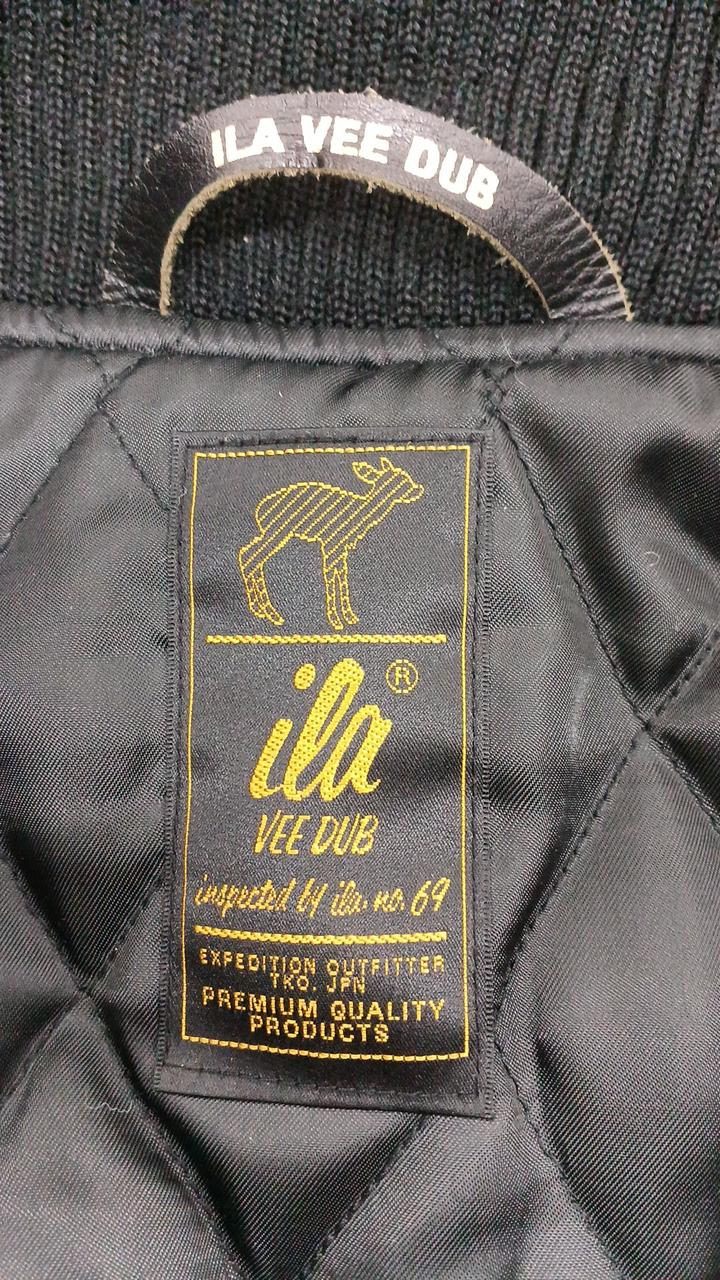 ILA VEE DUB
ila ®
VEE DUB
inspected by ila. no. 69
EXPEDITION OUTFITTER
TKO. JPN
PREMIUM QUALITY
PRODUCTS